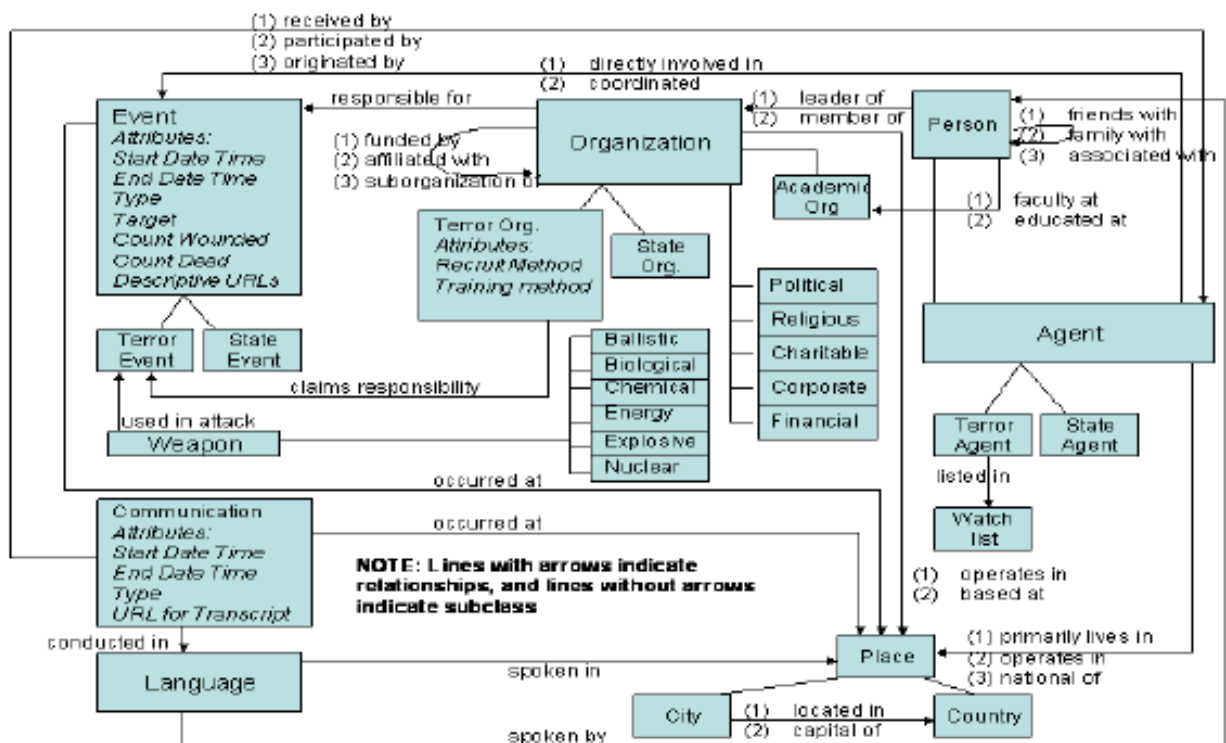 (1) received by
(2) participated by
(3) originated by
(1) directly involved in
(2) coordinated
responsible for
(1) leader of
(2) member of
Event
Attributes:
Start Date Time
End Date Time
Type
Target
Count Wounded
Count Dead
Descriptive URLs
(1) funded by
(2) affiliated with
(3) suborganization of
Organization
Person
(1) friends with
(2) family with
(3) associated with
Academic
Org
(1) faculty at
(2) educated at
Terror Org.
Attributes:
Recruit Method
Training method
State
Org.
Political
Religious
Charitable
Corporate
Financial
Agent
Terror
Event
State
Event
Ballistic
Biological
Chemical
Energy
Explosive
Nuclear
claims responsibility
used in attack
Weapon
Terror
Agent
State
Agent
listed in
Watch
list
occurred at
Communication
Attributes:
Start Date Time
End Date Time
Type
URL for Transcript
occurred at
NOTE: Lines with arrows indicate
relationships, and lines without arrows
indicate subclass
(1) operates in
(2) based at
conducted in
Language
spoken in
Place
(1) primarily lives in
(2) operates in
(3) national of
City
(1) located in
(2) capital of
Country
spoken by